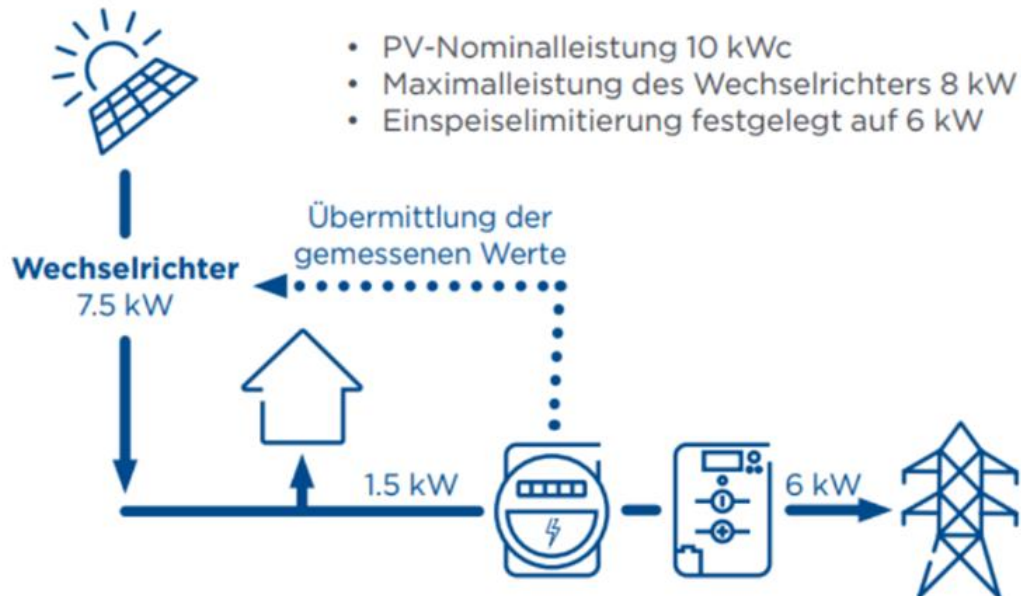 • PV-Nominalleistung 10 kWc
• Maximalleistung des Wechselrichters 8 kW
• Einspeiselimitierung festgelegt auf 6 kW
Übermittlung der
gemessenen Werte
Wechselrichter
7.5 kW
1.5 kW
6 kW